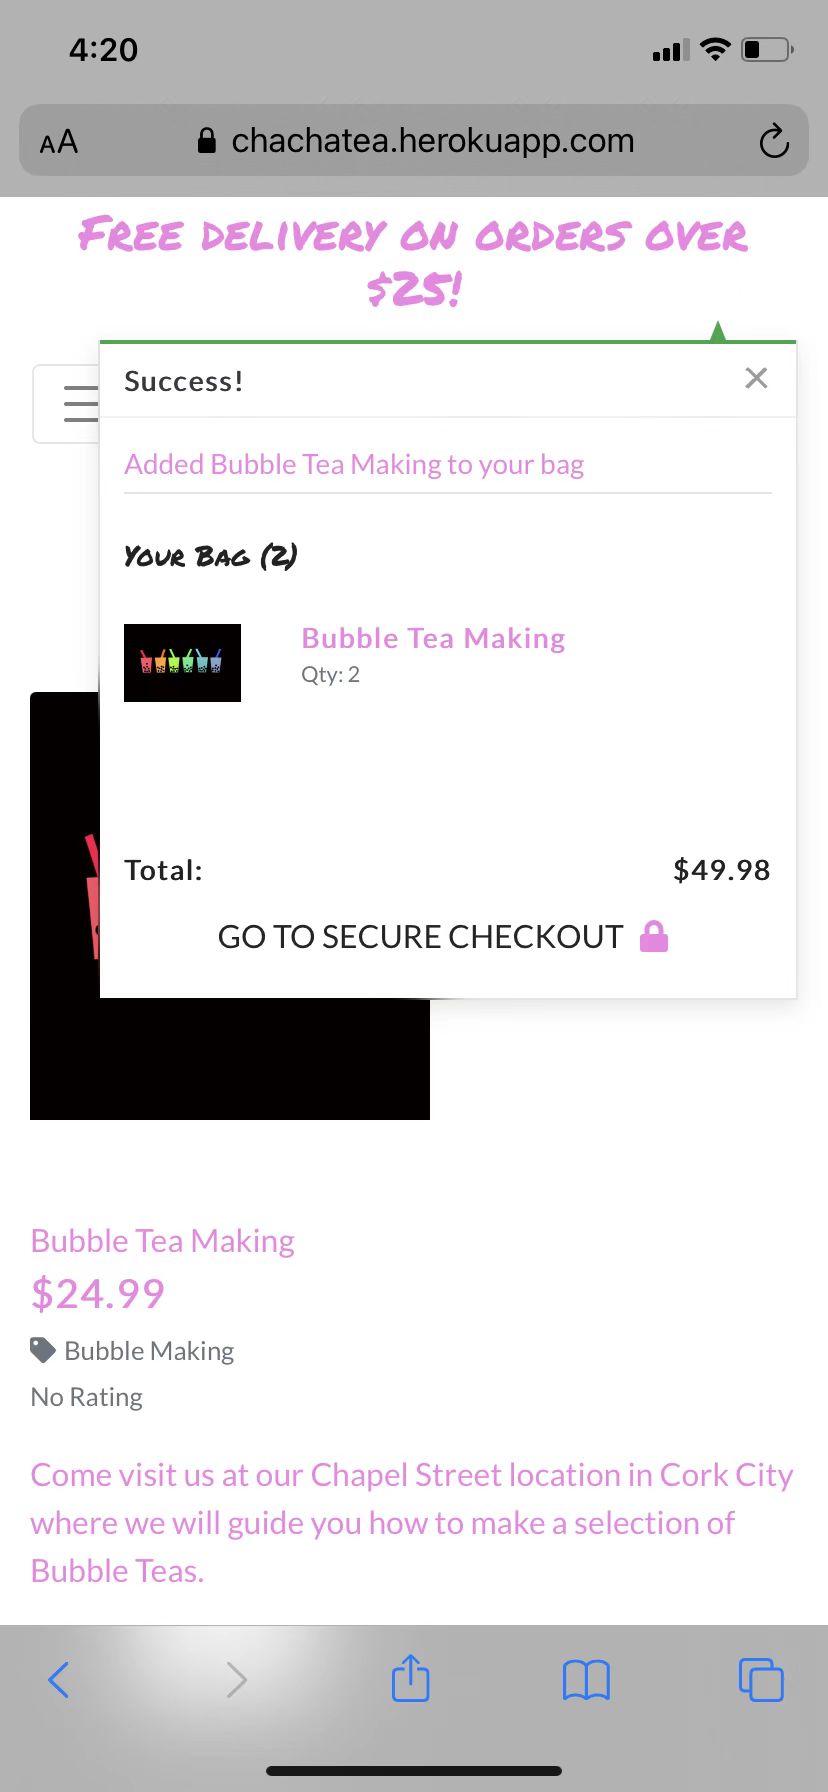 4:20
AA chachatea.herokuapp.com
Free delivery on orders over
$25!
Success!
Added Bubble Tea Making to your bag
Your Bag (2)
Bubble Tea Making
Qty: 2
Total: $49.98
GO TO SECURE CHECKOUT
Bubble Tea Making
$24.99
Bubble Making
No Rating
Come visit us at our Chapel Street location in Cork City
where we will guide you how to make a selection of
Bubble Teas.